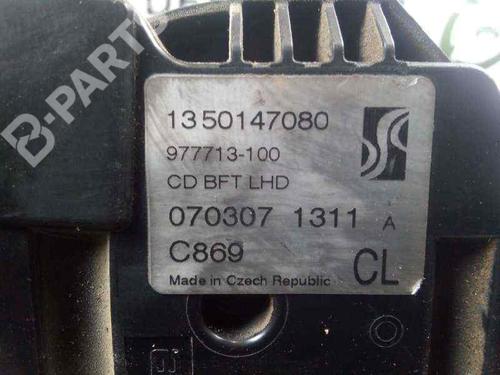 B-PARTS
1350147080
977713-100
CD BFT LHD
070307 1311 A
C869
CL
Made in Czech Republic